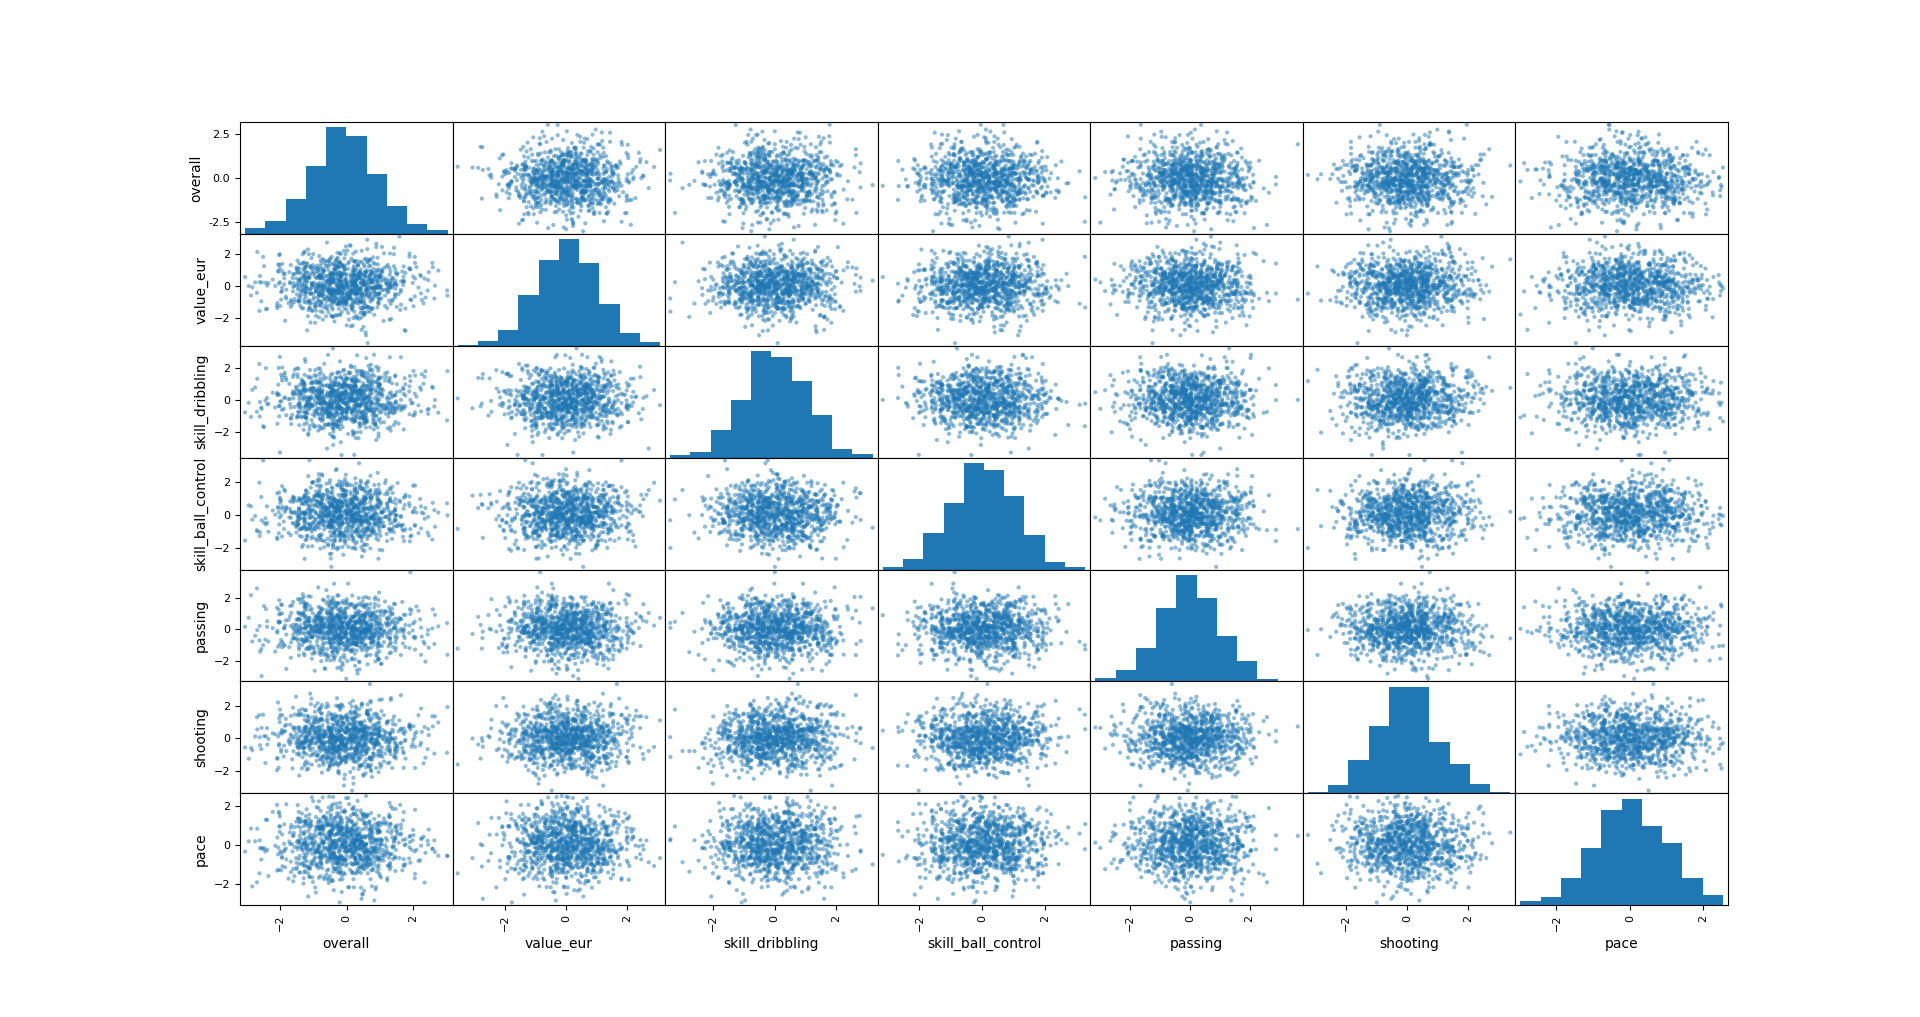 overall
2.5
0.0
-2.5
value_eur
2
0
−2
skill_dribbling
2
0
−2
skill_ball_control
2
0
−2
passing
2
0
−2
shooting
2
0
−2
pace
2
0
−2
−2 0 2 −2 0 2 −2 0 2 −2 0 2 −2 0 2 −2 0 2 −2 0 2
overall value_eur skill_dribbling skill_ball_control passing shooting pace